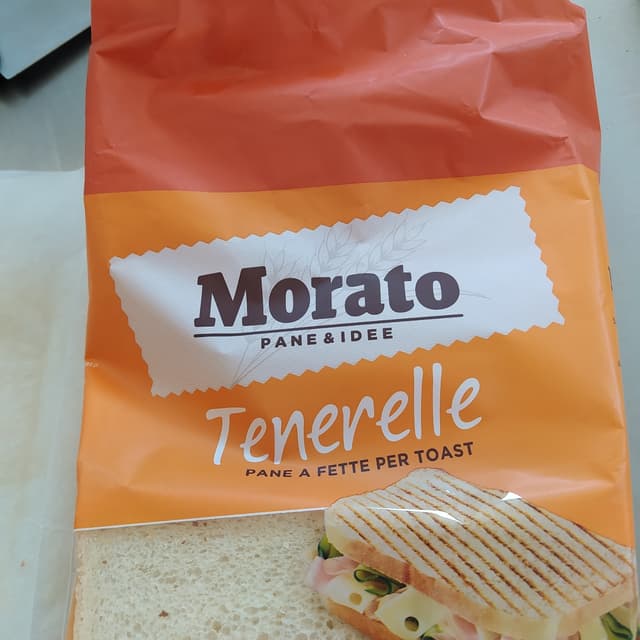 Morato
PANE & IDEE
Tenerelle
PANE A FETTE PER TOAST